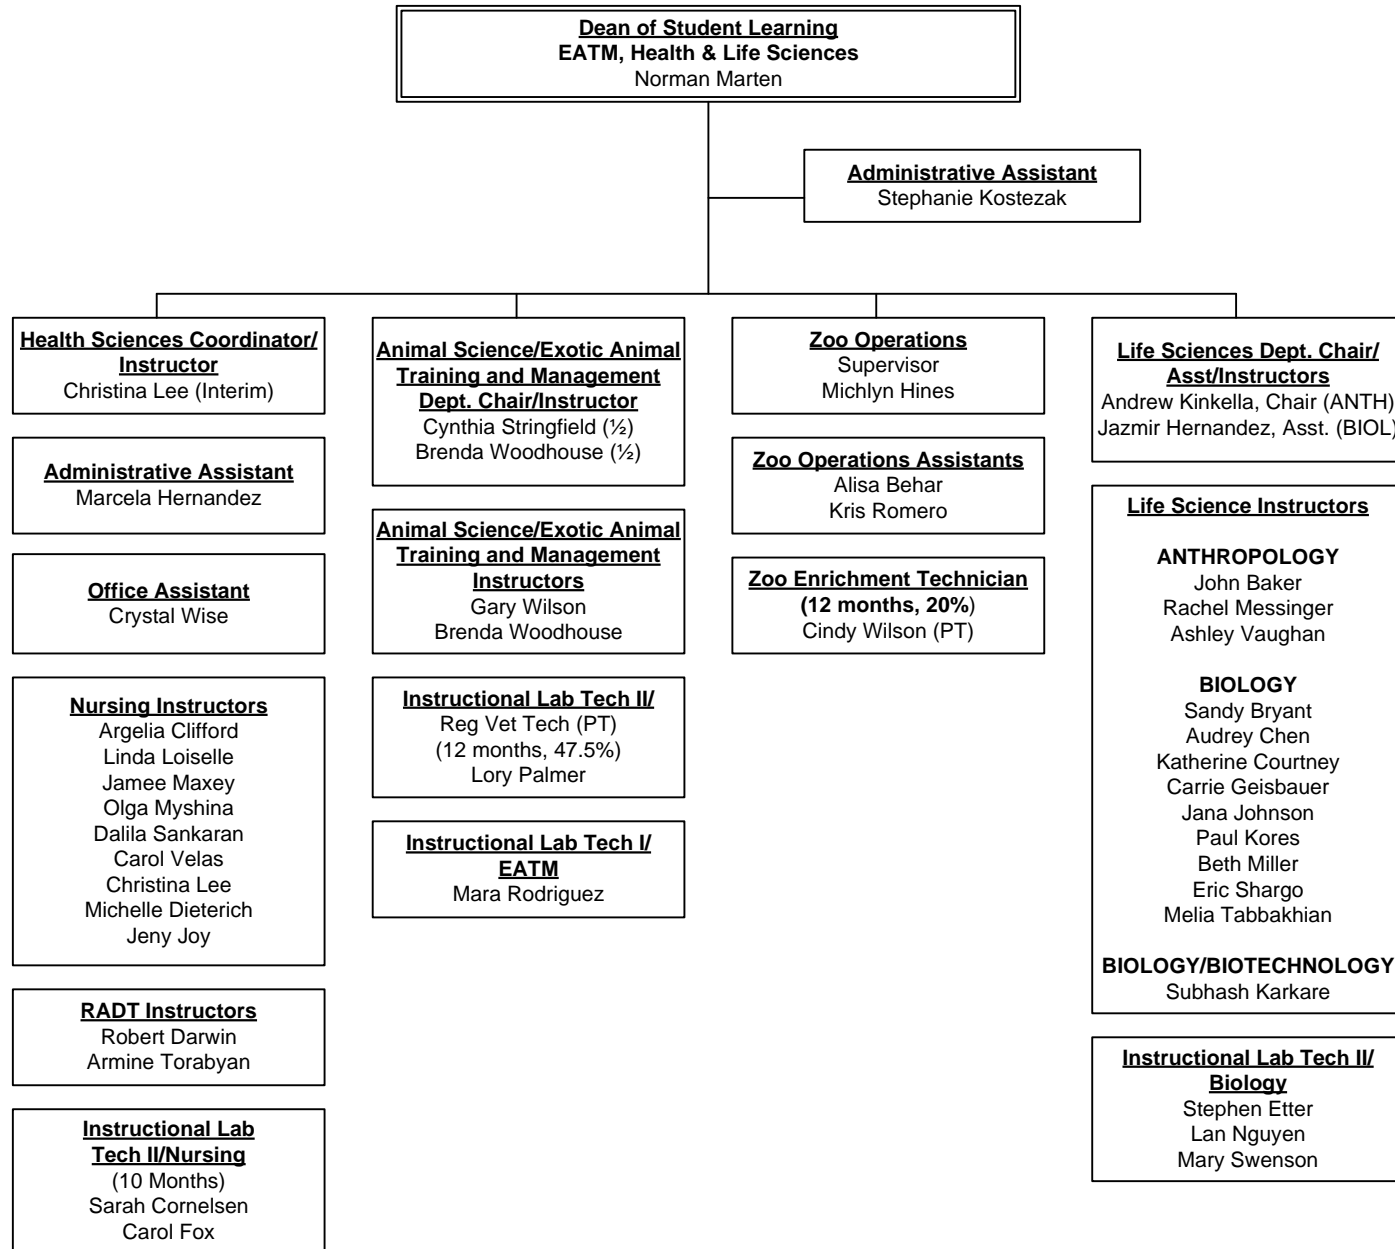 Dean of Student Learning
EATM, Health & Life Sciences
Norman Marten
Administrative Assistant
Stephanie Kostezak
Health Sciences Coordinator/
Instructor
Christina Lee (Interim)
Administrative Assistant
Marcela Hernandez
Office Assistant
Crystal Wise
Nursing Instructors
Argelia Clifford
Linda Loiselle
Jamee Maxey
Olga Myshina
Dalila Sankaran
Carol Velas
Christina Lee
Michelle Dieterich
Jeny Joy
RADT Instructors
Robert Darwin
Armine Torabyan
Instructional Lab
Tech II/Nursing
(10 Months)
Sarah Cornelsen
Carol Fox
Animal Science/Exotic Animal
Training and Management
Dept. Chair/Instructor
Cynthia Stringfield (½)
Brenda Woodhouse (½)
Animal Science/Exotic Animal
Training and Management
Instructors
Gary Wilson
Brenda Woodhouse
Instructional Lab Tech II/
Reg Vet Tech (PT)
(12 months, 47.5%)
Lory Palmer
Instructional Lab Tech I/
EATM
Mara Rodriguez
Zoo Operations
Supervisor
Michlyn Hines
Zoo Operations Assistants
Alisa Behar
Kris Romero
Zoo Enrichment Technician
(12 months, 20%)
Cindy Wilson (PT)
Life Sciences Dept. Chair/
Asst/Instructors
Andrew Kinkella, Chair (ANTH)
Jazmir Hernandez, Asst. (BIOL)
Life Science Instructors
ANTHROPOLOGY
John Baker
Rachel Messinger
Ashley Vaughan
BIOLOGY
Sandy Bryant
Audrey Chen
Katherine Courtney
Carrie Geisbauer
Jana Johnson
Paul Kores
Beth Miller
Eric Shargo
Melia Tabbakhian
BIOLOGY/BIOTECHNOLOGY
Subhash Karkare
Instructional Lab Tech II/
Biology
Stephen Etter
Lan Nguyen
Mary Swenson